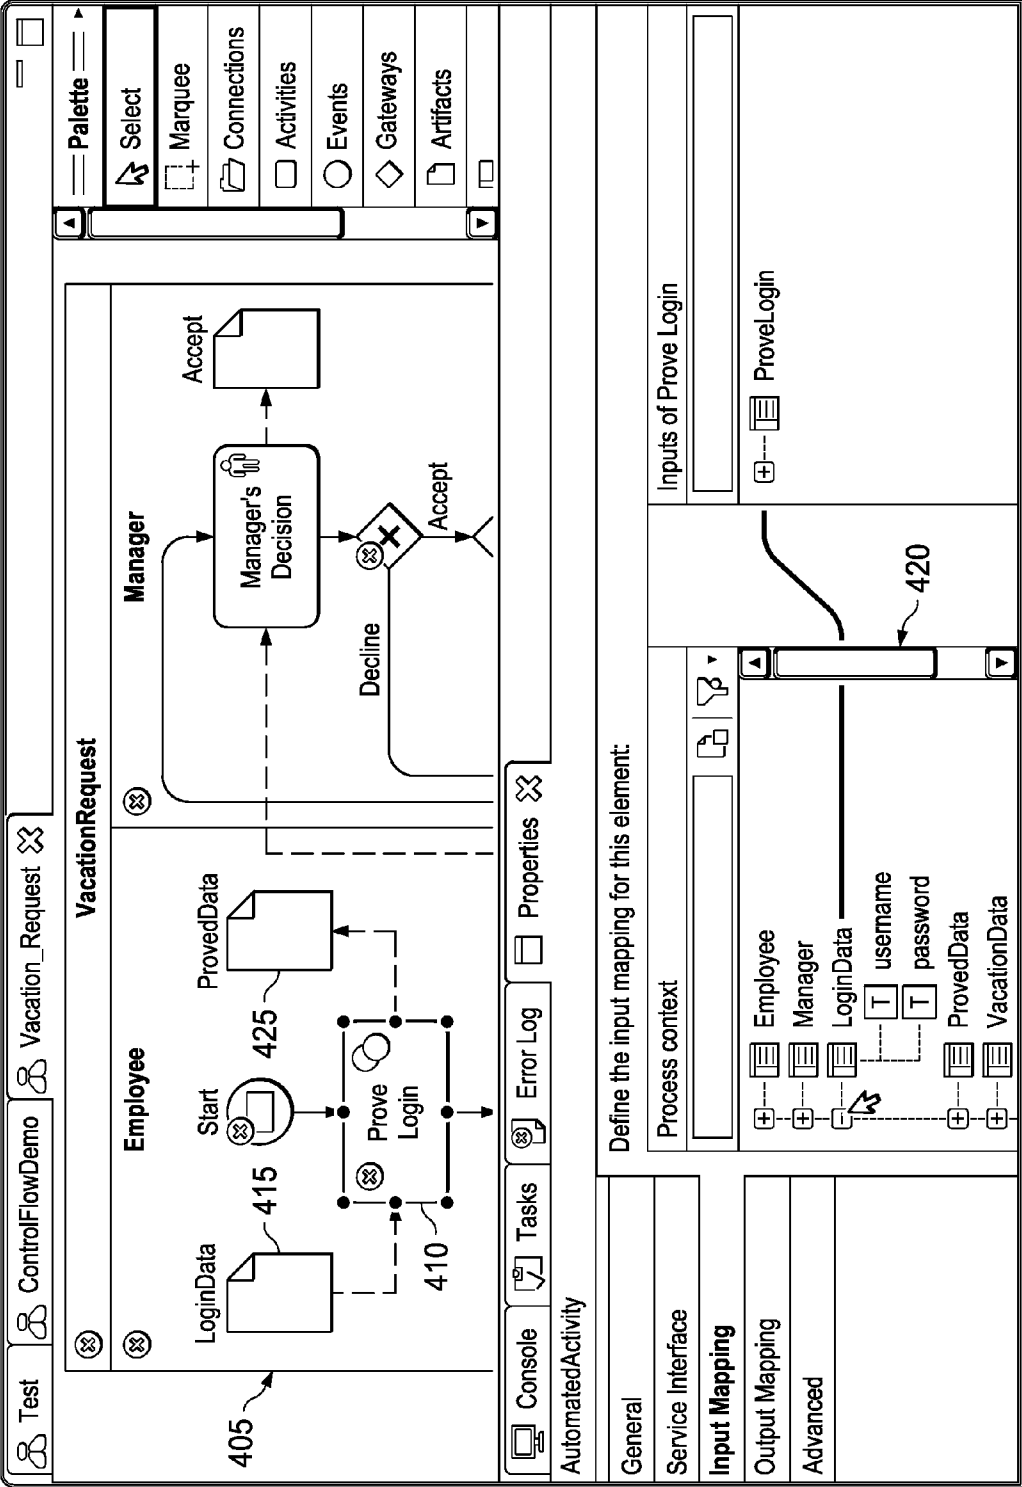 Test
ControlFlowDemo
Vacation_Request
VacationRequest
Employee
Manager
LoginData
415
Start
ProvedData
425
Prove
Login
410
405
Manager's
Decision
Accept
Decline
Accept
Palette
Select
Marquee
Connections
Activities
Events
Gateways
Artifacts
Console
Tasks
Error Log
Properties
AutomatedActivity
General
Service Interface
Input Mapping
Output Mapping
Advanced
Define the input mapping for this element:
Process context
Employee
Manager
LoginData
T username
T password
ProvedData
VacationData
420
Inputs of Prove Login
ProveLogin